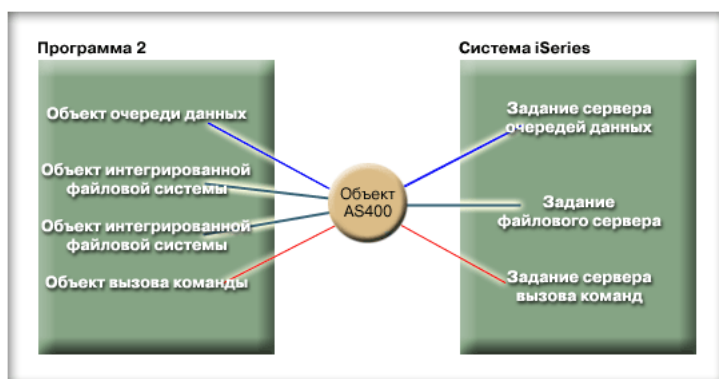 Программа 2
Объект очереди данных
Объект интегрированной
файловой системы
Объект интегрированной
файловой системы
Объект вызова команды
Объект
AS400
Система iSeries
Задание сервера
очередей данных
Задание
файлового сервера
Задание сервера
вызова команд